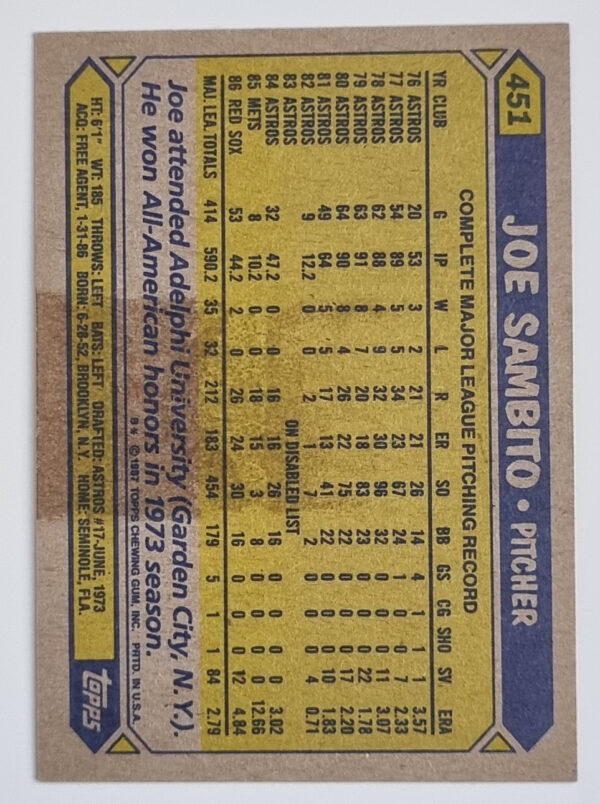 451
JOE SAMBITO • PITCHER
COMPLETE MAJOR LEAGUE PITCHING RECORD
YR CLUB G IP W L R ER SO BB GS CG SHO SV. ERA
76 ASTROS 20 53 3 2 21 21 26 14 4 1 1 1 3.57
77 ASTROS 54 89 5 5 34 23 67 24 1 0 0 7 2.33
78 ASTROS 62 88 4 9 32 30 96 32 0 0 0 11 3.07
79 ASTROS 63 91 8 7 20 18 83 23 0 0 0 22 1.78
80 ASTROS 64 90 8 4 26 22 75 22 0 0 0 17 2.20
81 ASTROS 49 64 5 5 17 13 41 22 0 0 0 10 1.83
82 ASTROS 9 12.2 0 0 2 1 7 2 0 0 0 4 0.71
83 ASTROS ON DISABLED LIST
84 ASTROS 32 47.2 0 0 16 16 26 16 0 0 0 0 3.02
85 METS 8 10.2 0 0 18 15 3 8 0 0 0 0 12.66
86 RED SOX 53 44.2 2 0 26 24 30 16 0 0 0 12 4.84
MAJ. LEA. TOTALS 414 590.2 35 32 212 183 454 179 5 1 1 84 2.79
Joe attended Adelphi University (Garden City, N.Y.).
He won All-American honors in 1973 season.
B* © 1987 TOPPS CHEWING GUM, INC. PRTD. IN U.S.A.
HT: 6'1" WT: 185 THROWS: LEFT BATS: LEFT DRAFTED: ASTROS #17-JUNE, 1973
ACQ: FREE AGENT, 1-31-86 BORN: 6-28-52, BROOKLYN, N.Y. HOME: SEMINOLE, FLA.
topps